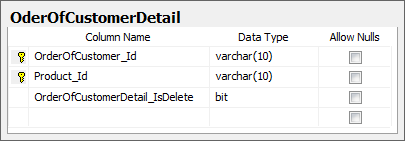 OderOfCustomerDetail
Column Name Data Type Allow Nulls
OrderOfCustomer_Id varchar(10)
Product_Id varchar(10)
OrderOfCustomerDetail_IsDelete bit